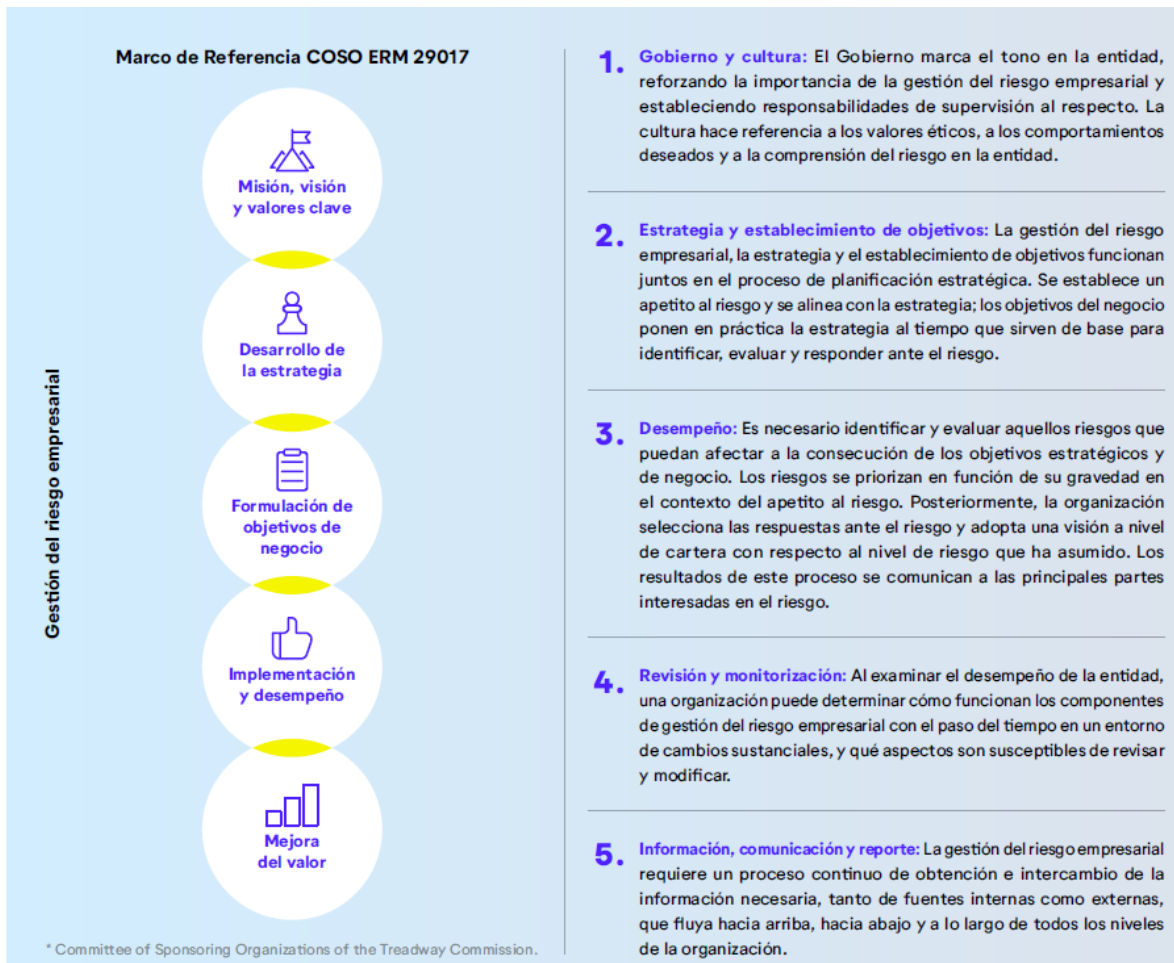 Marco de Referencia COSO ERM 29017
Gestión del riesgo empresarial
Misión, visión
y valores clave
Desarrollo de
la estrategia
Formulación de
objetivos de
negocio
Implementación
y desempeño
Mejora
del valor
* Committee of Sponsoring Organizations of the Treadway Commission.
1. Gobierno y cultura: El Gobierno marca el tono en la entidad,
reforzando la importancia de la gestión del riesgo empresarial y
estableciendo responsabilidades de supervisión al respecto. La
cultura hace referencia a los valores éticos, a los comportamientos
deseados y a la comprensión del riesgo en la entidad.
2. Estrategia y establecimiento de objetivos: La gestión del riesgo
empresarial, la estrategia y el establecimiento de objetivos funcionan
juntos en el proceso de planificación estratégica. Se establece un
apetito al riesgo y se alinea con la estrategia; los objetivos del negocio
ponen en práctica la estrategia al tiempo que sirven de base para
identificar, evaluar y responder ante el riesgo.
3. Desempeño: Es necesario identificar y evaluar aquellos riesgos que
puedan afectar a la consecución de los objetivos estratégicos y
de negocio. Los riesgos se priorizan en función de su gravedad en
el contexto del apetito al riesgo. Posteriormente, la organización
selecciona las respuestas ante el riesgo y adopta una visión a nivel
de cartera con respecto al nivel de riesgo que ha asumido. Los
resultados de este proceso se comunican a las principales partes
interesadas en el riesgo.
4. Revisión y monitorización: Al examinar el desempeño de la entidad,
una organización puede determinar cómo funcionan los componentes
de gestión del riesgo empresarial con el paso del tiempo en un entorno
de cambios sustanciales, y qué aspectos son susceptibles de revisar
y modificar.
5. Información, comunicación y reporte: La gestión del riesgo empresarial
requiere un proceso continuo de obtención e intercambio de la
información necesaria, tanto de fuentes internas como externas,
que fluya hacia arriba, hacia abajo y a lo largo de todos los niveles
de la organización.